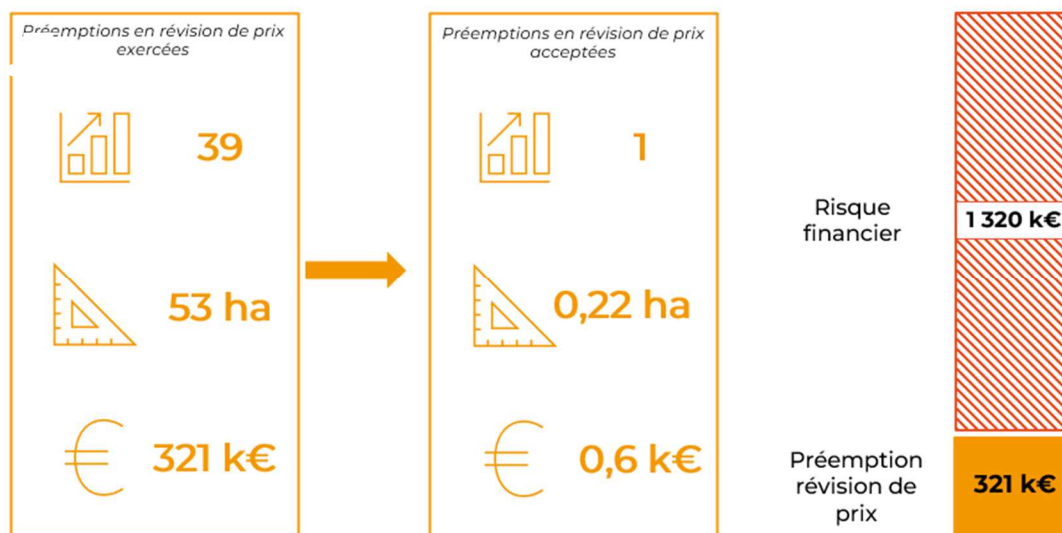 Préemptions en révision de prix
exercées
39
53 ha
321 k€
Préemptions en révision de prix
acceptées
1
0,22 ha
0,6 k€
Risque
financier
1 320 k€
Préemption
révision de
prix
321 k€